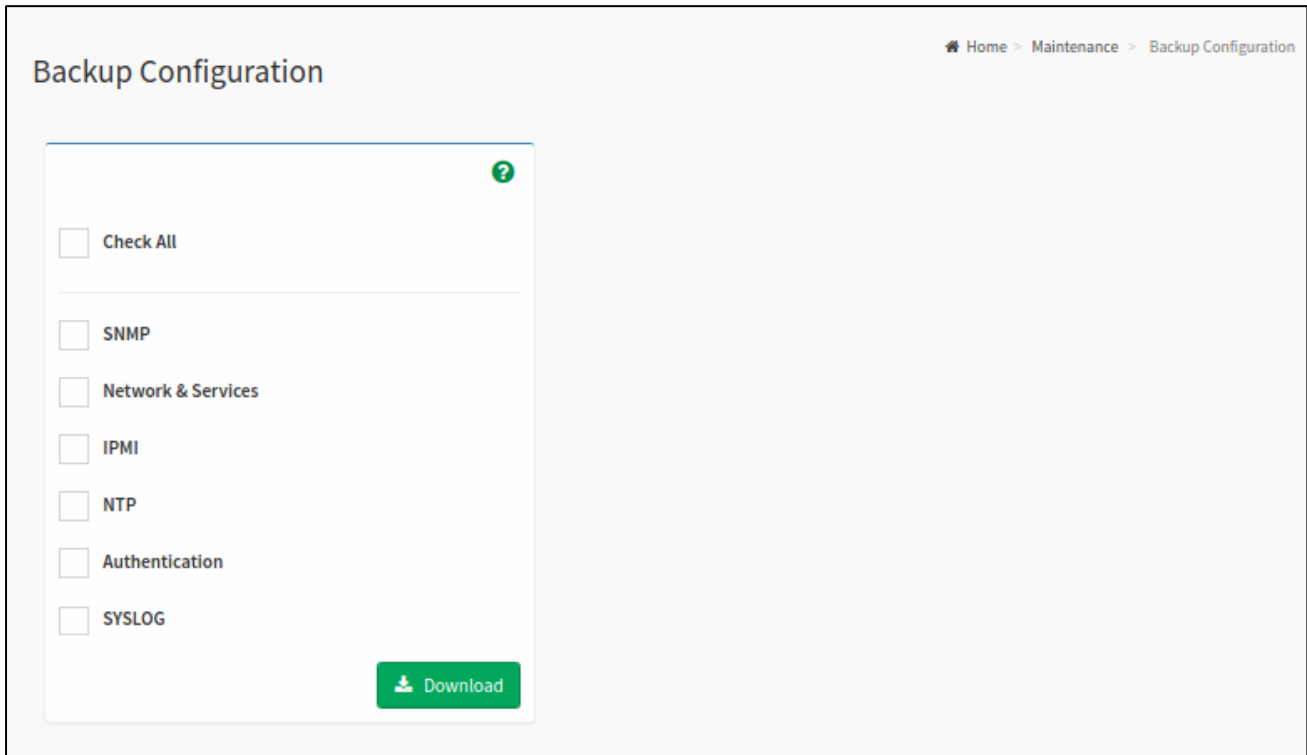 Home > Maintenance > Backup Configuration
Backup Configuration
?
Check All
SNMP
Network & Services
IPMI
NTP
Authentication
SYSLOG
Download